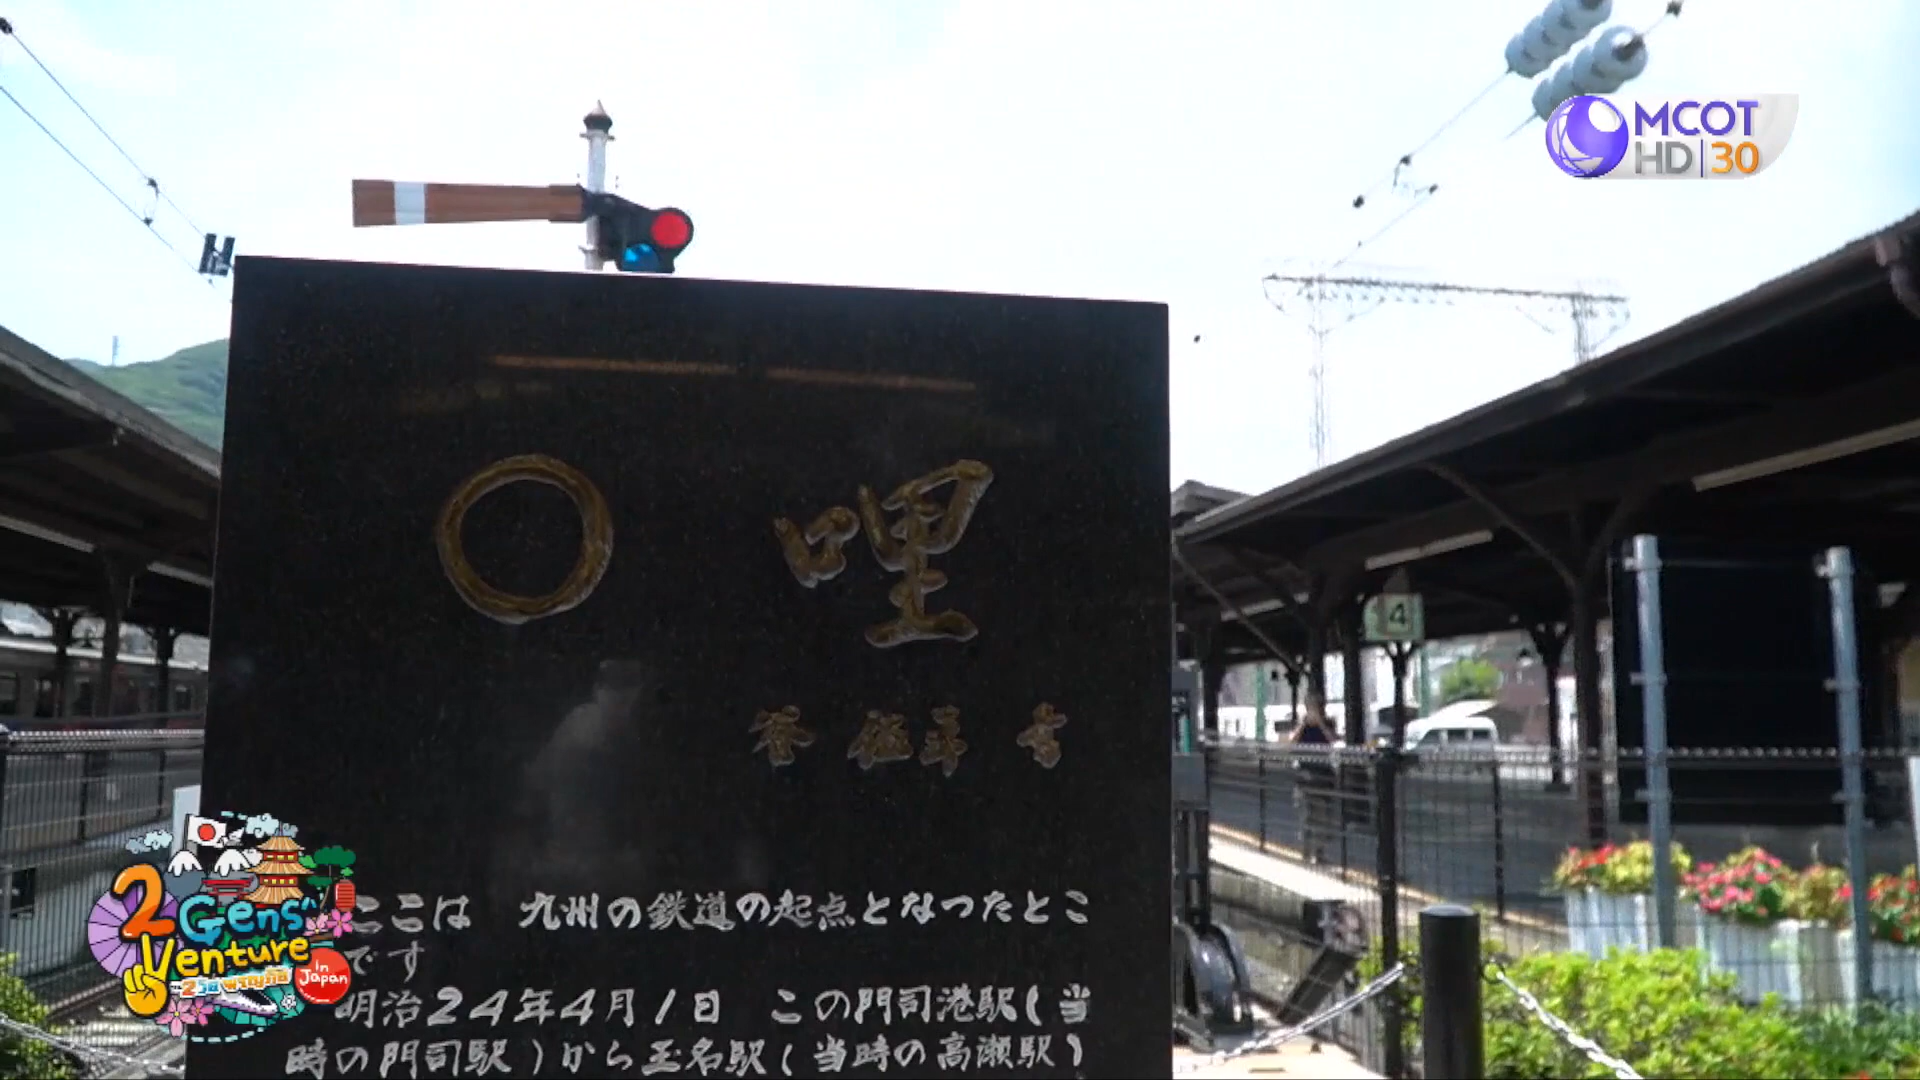 MCOT
HD 30
〇 哩
4
ここは 九州の鉄道の起点となったとこ
です
明治24年4月1日 この門司港駅(当
時の門司駅)から玉名駅(当時の高瀬駅)
2 Gens'
Venture
in
Japan